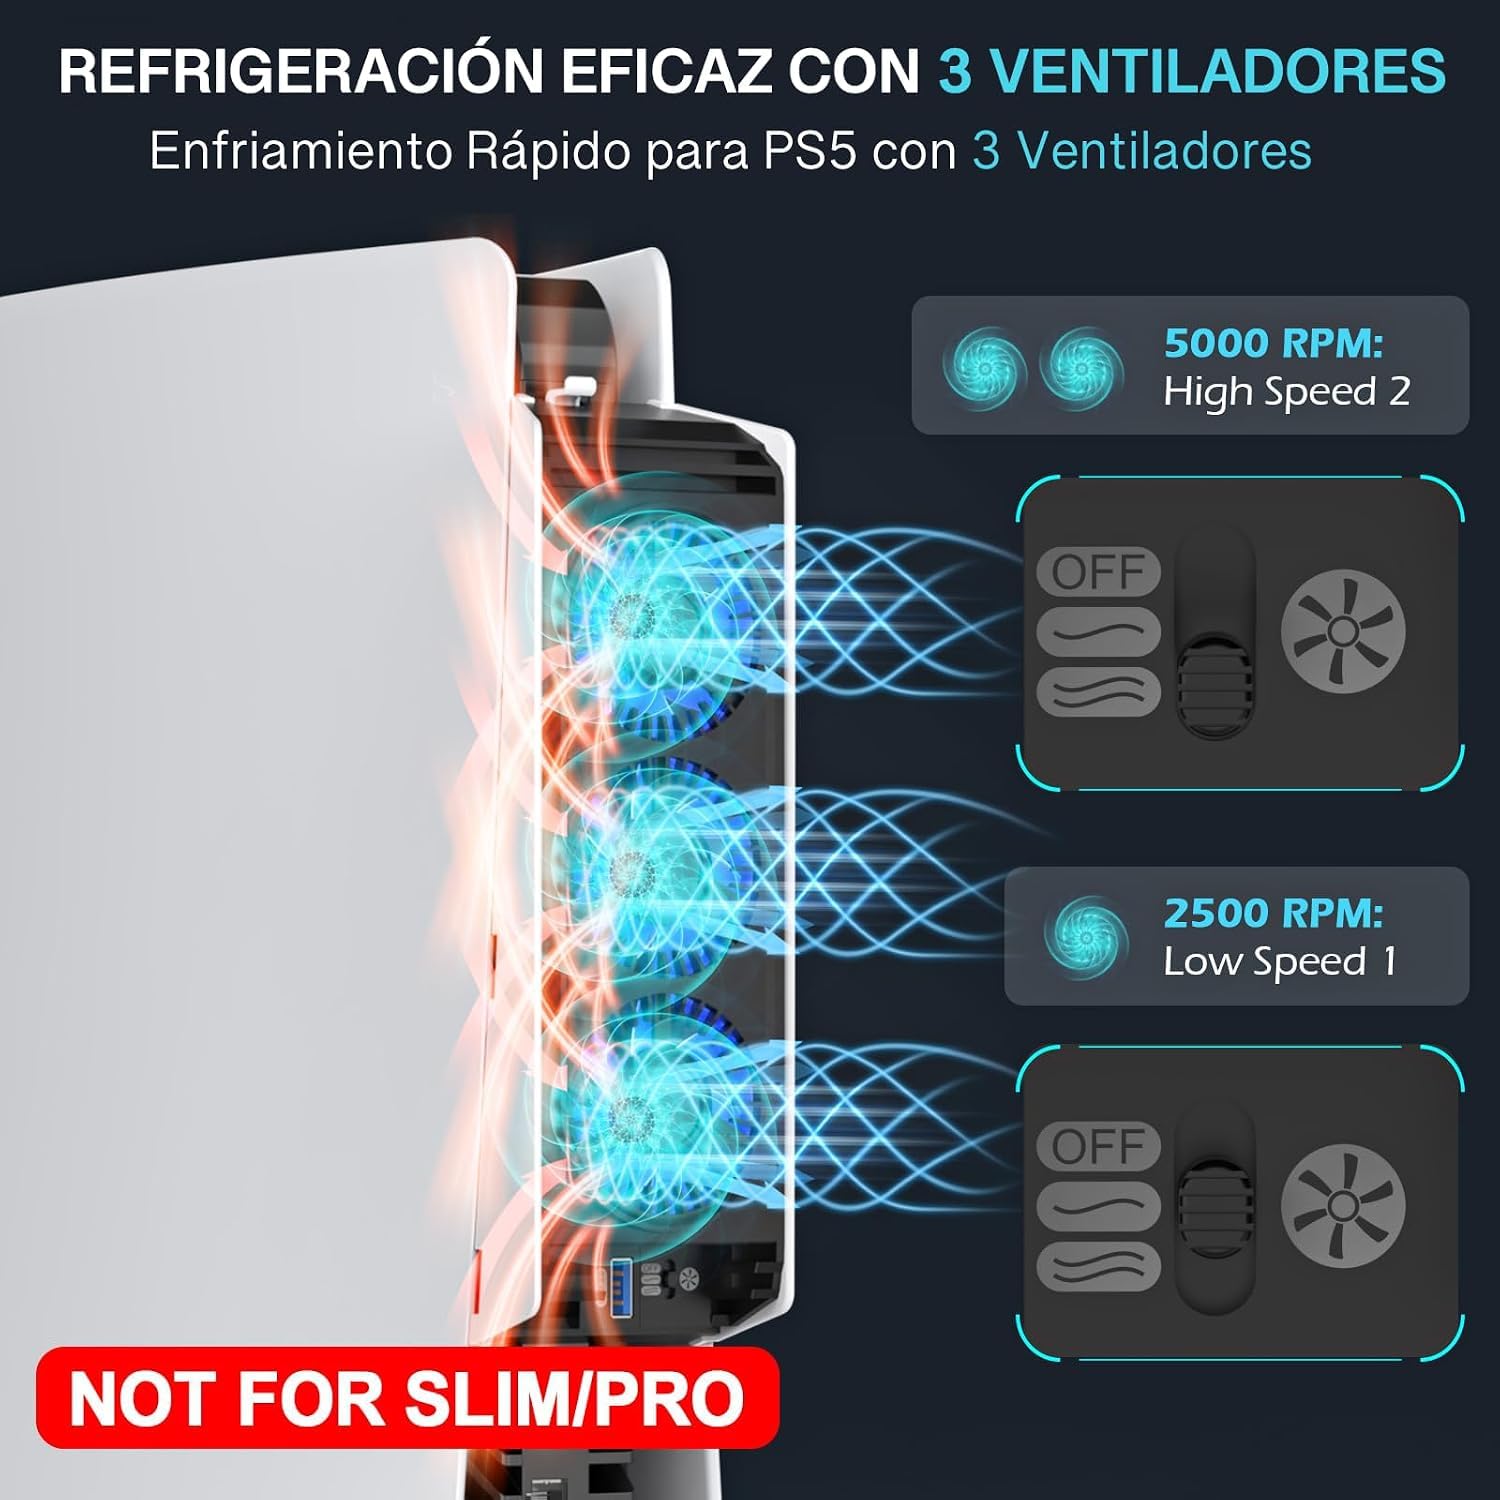 REFRIGERACIÓN EFICAZ CON 3 VENTILADORES
Enfriamiento Rápido para PS5 con 3 Ventiladores
5000 RPM:
High Speed 2
OFF
2500 RPM:
Low Speed 1
OFF
OFF
NOT FOR SLIM/PRO